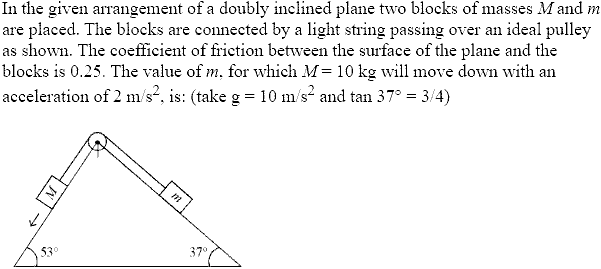 In the given arrangement of a doubly inclined plane two blocks of masses M and m
are placed. The blocks are connected by a light string passing over an ideal pulley
as shown. The coefficient of friction between the surface of the plane and the
blocks is 0.25. The value of m, for which M = 10 kg will move down with an
acceleration of 2 m/s², is: (take g = 10 m/s² and tan 37° = 3/4)
M
m
53°
37°